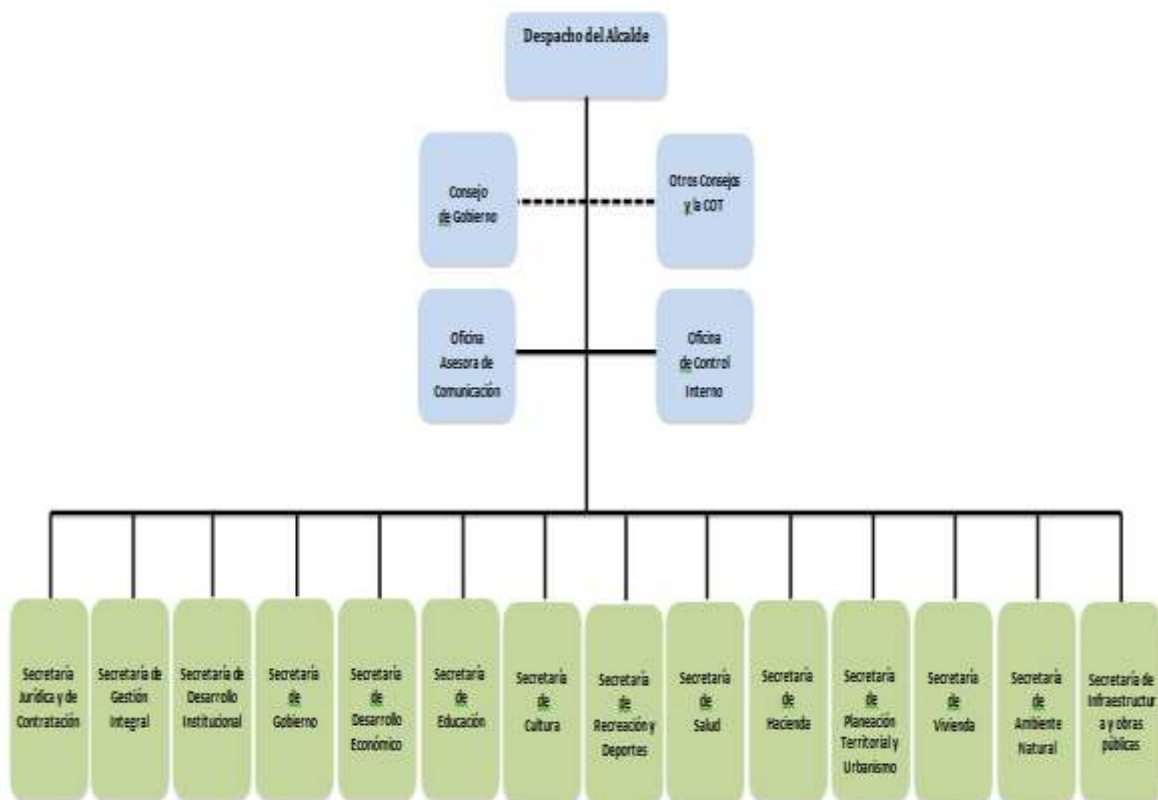 Despacho del Alcalde
Consejo
de Gobierno
Otros Consejos
y la COT
Oficina
Asesora de
Comunicación
Oficina
de Control
Interno
Secretaría
Jurídica y de
Contratación
Secretaría de
Gestión
Integral
Secretaría de
Desarrollo
Institucional
Secretaría
de
Gobierno
Secretaría
de
Desarrollo
Económico
Secretaría
de
Educación
Secretaría
de
Cultura
Secretaría
de
Recreación y
Deportes
Secretaría
de
Salud
Secretaría
de
Hacienda
Secretaría
de
Planeación
Territorial y
Urbanismo
Secretaría
de
Vivienda
Secretaría
de
Ambiente
Natural
Secretaría de
Infraestructur
a y obras
públicas